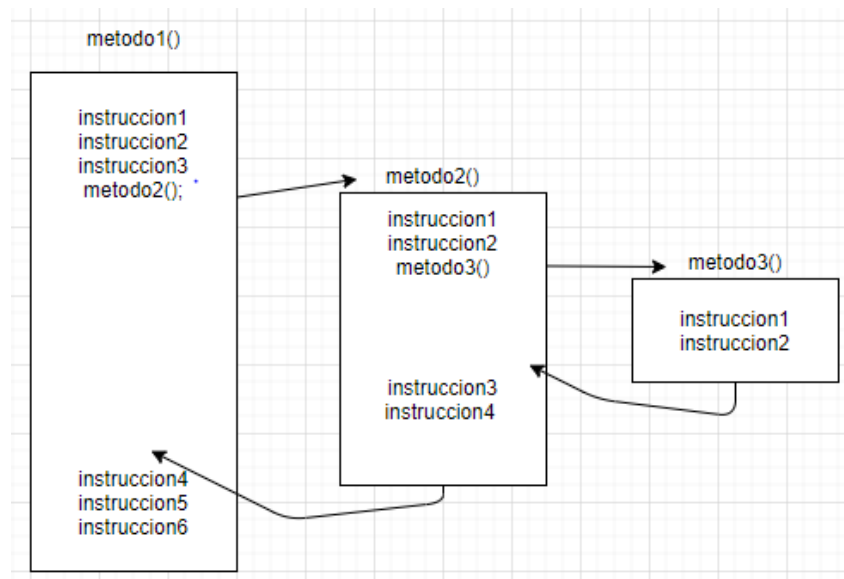 metodo1()
instruccion1
instruccion2
instruccion3
metodo2();
instruccion4
instruccion5
instruccion6
metodo2()
instruccion1
instruccion2
metodo3()
instruccion3
instruccion4
metodo3()
instruccion1
instruccion2